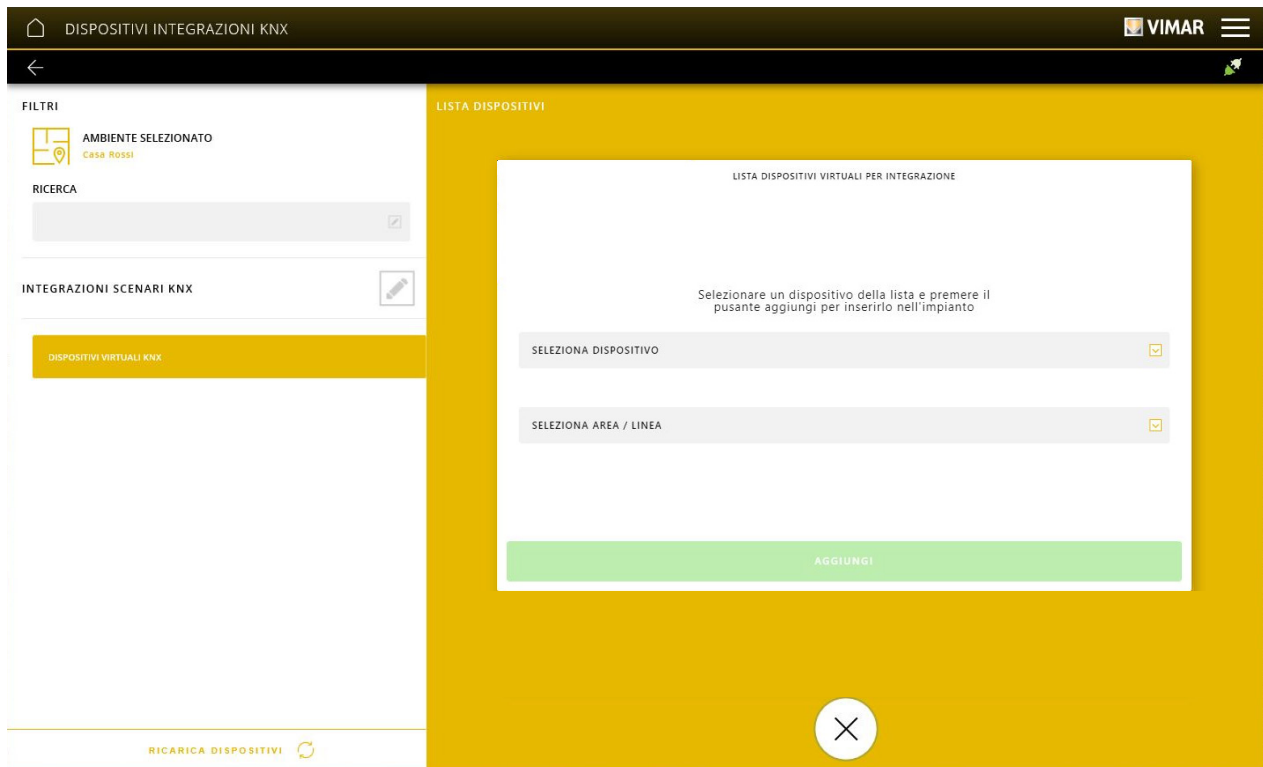 DISPOSITIVI INTEGRAZIONI KNX
VIMAR
FILTRI
AMBIENTE SELEZIONATO
Casa Rossi
RICERCA
INTEGRAZIONI SCENARI KNX
DISPOSITIVI VIRTUALI KNX
RICARICA DISPOSITIVI
LISTA DISPOSITIVI
LISTA DISPOSITIVI VIRTUALI PER INTEGRAZIONE
Selezionare un dispositivo della lista e premere il
pusante aggiungi per inserirlo nell'impianto
SELEZIONA DISPOSITIVO
SELEZIONA AREA / LINEA
AGGIUNGI